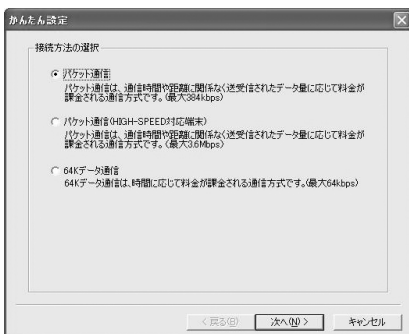 かんたん設定
接続方法の選択
パケット通信
パケット通信は、通信時間や距離に関係なく送受信されたデータ量に応じて料金が
課金される通信方式です。(最大384kbps)
パケット通信(HIGH-SPEED対応端末)
パケット通信は、通信時間や距離に関係なく送受信されたデータ量に応じて料金が
課金される通信方式です。(最大3.6Mbps)
64Kデータ通信
64Kデータ通信は、時間に応じて料金が課金される通信方式です。(最大64kbps)
< 戻る(B) 次へ(N) > キャンセル